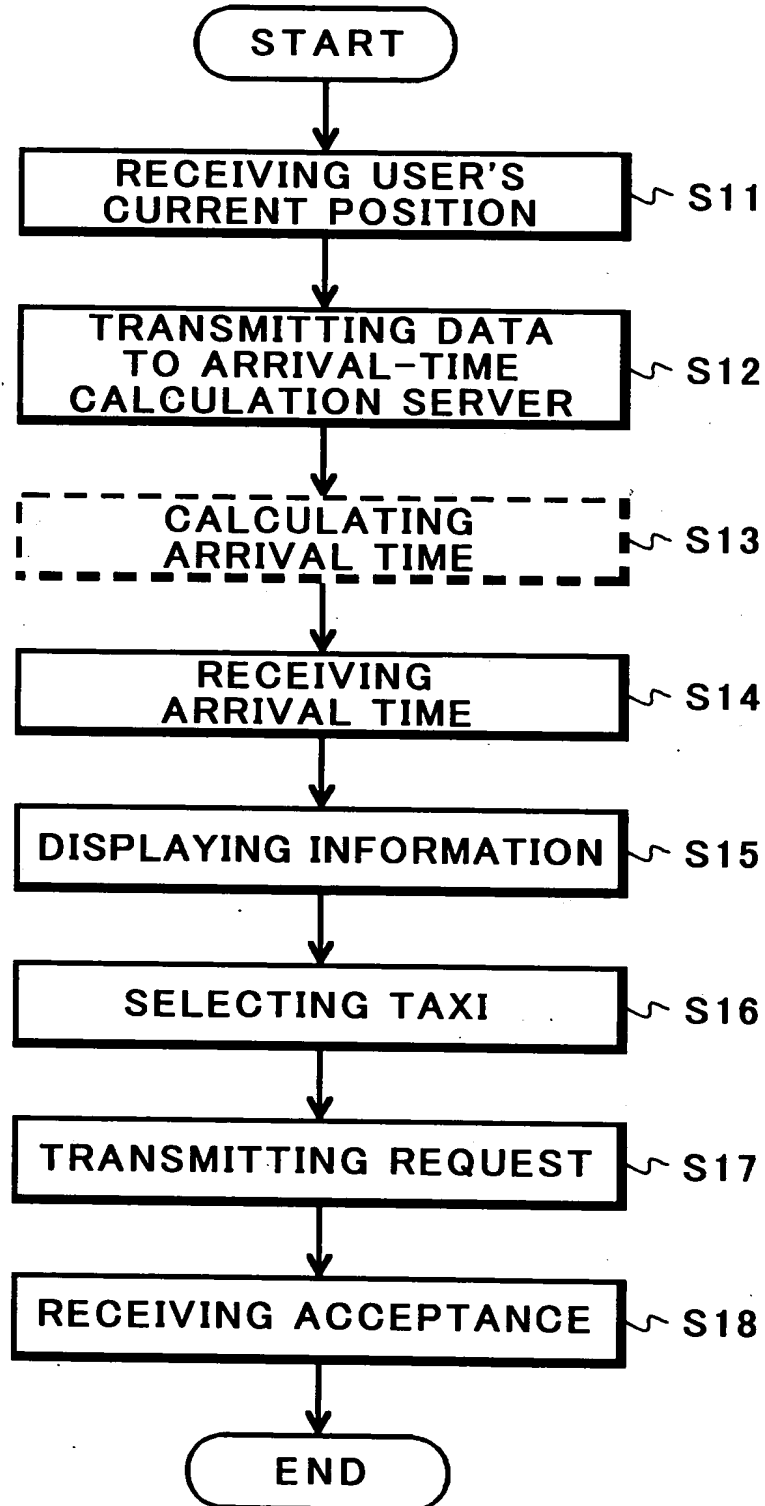 START
RECEIVING USER'S
CURRENT POSITION
S11
TRANSMITTING DATA
TO ARRIVAL-TIME
CALCULATION SERVER
S12
CALCULATING
ARRIVAL TIME
S13
RECEIVING
ARRIVAL TIME
S14
DISPLAYING INFORMATION
S15
SELECTING TAXI
S16
TRANSMITTING REQUEST
S17
RECEIVING ACCEPTANCE
S18
END